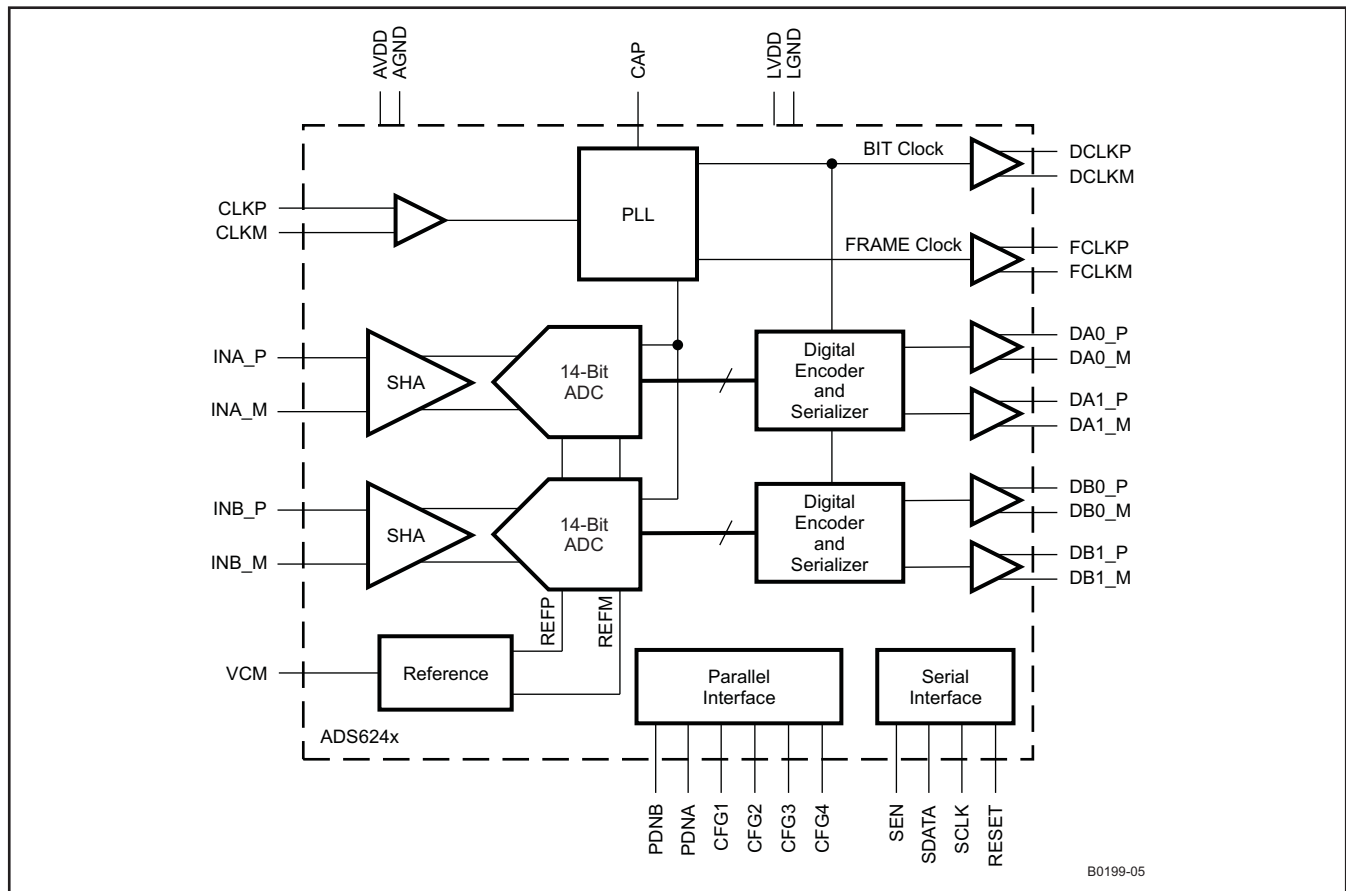 AVDD
AGND
CAP
LVDD
LGND
CLKP
CLKM
PLL
BIT Clock
DCLKP
DCLKM
FRAME Clock
FCLKP
FCLKM
INA_P
INA_M
SHA
14-Bit
ADC
Digital
Encoder
and
Serializer
DA0_P
DA0_M
DA1_P
DA1_M
INB_P
INB_M
SHA
14-Bit
ADC
Digital
Encoder
and
Serializer
DB0_P
DB0_M
DB1_P
DB1_M
REFP
REFM
VCM
Reference
Parallel
Interface
Serial
Interface
ADS624x
PDNB
PDNA
CFG1
CFG2
CFG3
CFG4
SEN
SDATA
SCLK
RESET
B0199-05